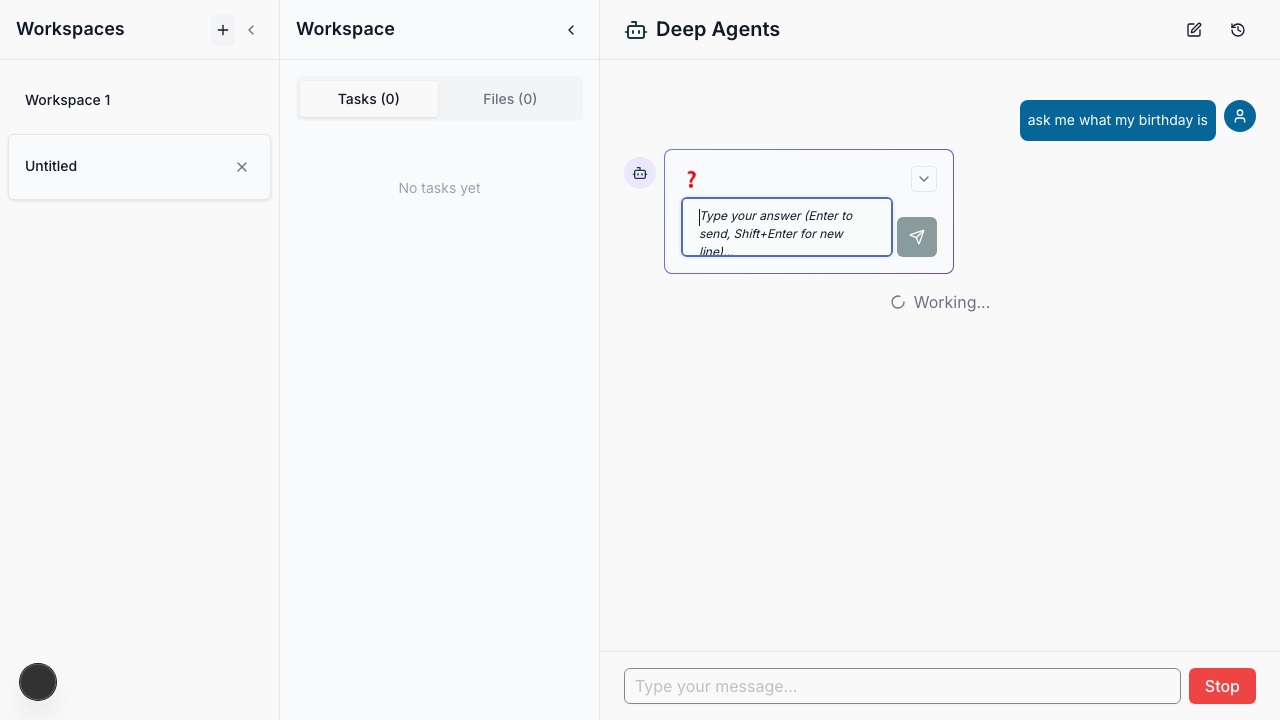 Workspaces
Workspace 1
Untitled
Workspace
Tasks (0)
Files (0)
No tasks yet
Deep Agents
ask me what my birthday is
❓
Type your answer (Enter to
send, Shift+Enter for new
line)...
Working...
Type your message...
Stop